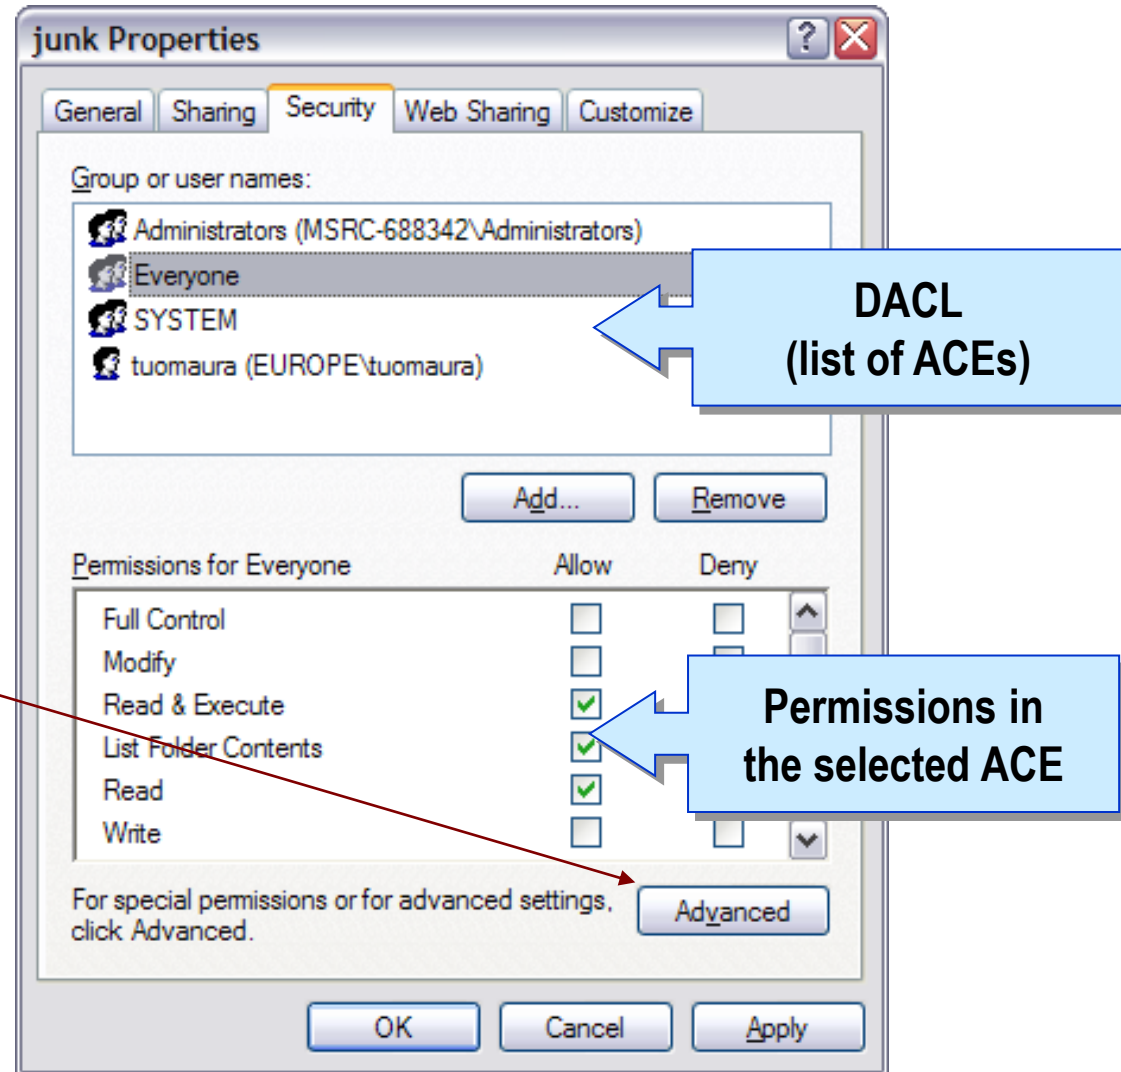 junk Properties
General Sharing Security Web Sharing Customize
Group or user names:
Administrators (MSRC-688342\Administrators)
Everyone
SYSTEM
tuomaura (EUROPE\tuomaura)
DACL
(list of ACEs)
Add... Remove
Permissions for Everyone Allow Deny
Full Control
Modify
Read & Execute
List Folder Contents
Read
Write
Permissions in
the selected ACE
For special permissions or for advanced settings,
click Advanced.
Advanced
OK Cancel Apply